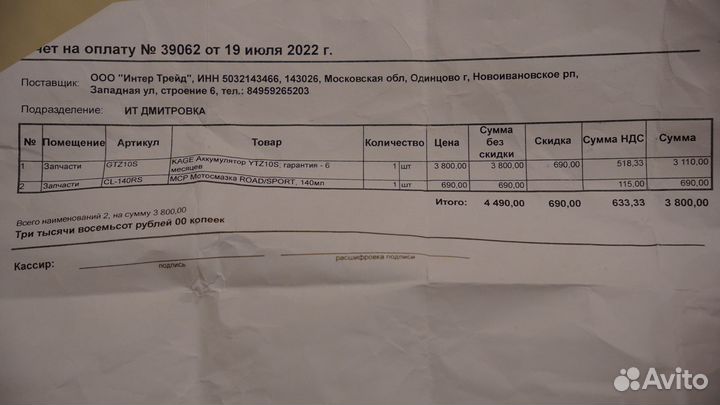 чет на оплату № 39062 от 19 июля 2022 г.
Поставщик: ООО "Интер Трейд", ИНН 5032143466, 143026, Московская обл, Одинцово г, Новоивановское рп,
Западная ул, строение 6, тел.: 84959265203
Подразделение: ИТ ДМИТРОВКА
№ Помещение Артикул Товар Количество Цена Сумма без скидки Скидка Сумма НДС Сумма
1 Запчасти GTZ10S KAGE Аккумулятор YTZ10S, гарантия - 6 месяцев 1 шт 3 800,00 3 800,00 690,00 518,33 3 110,00
2 Запчасти CL-140RS MCP Мотосмазка ROAD/SPORT, 140мл 1 шт 690,00 690,00 115,00 690,00
Итого: 4 490,00 690,00 633,33 3 800,00
Всего наименований 2, на сумму 3 800,00
Три тысячи восемьсот рублей 00 копеек
Кассир:
подпись расшифровка подписи
Avito